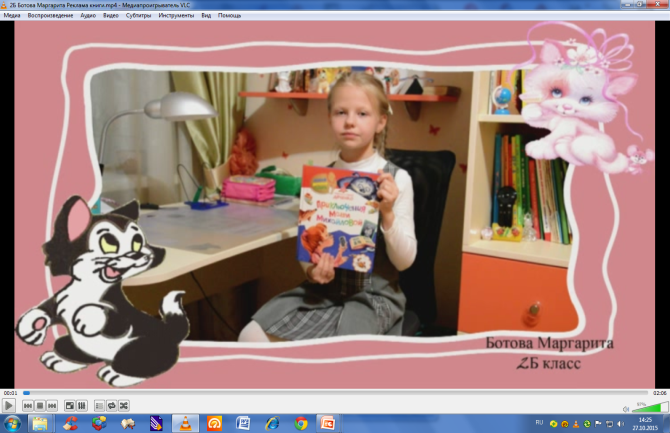 2Б Ботова Маргарита Реклама книги.mp4 - Медиапроигрыватель VLC
Медиа Воспроизведение Аудио Видео Субтитры Инструменты Вид Помощь
Ботова Маргарита
2Б класс
00:01
02:06
RU
14:25
27.10.2015